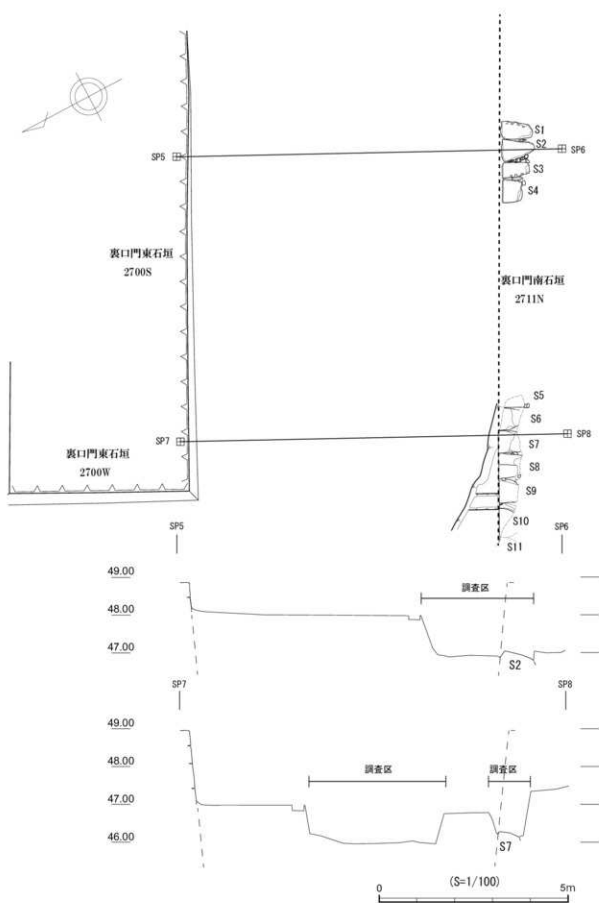 S1
S2
SP5
SP6
S3
S4
裏口門東石垣
2700S
裏口門南石垣
2711N
S5
S6
SP7
SP8
S7
裏口門東石垣
2700W
S8
S9
S10
S11
SP5
SP6
49.00
調査区
48.00
47.00
S2
SP7
SP8
49.00
48.00
調査区
調査区
47.00
46.00
S7
(S=1/100)
0
5m